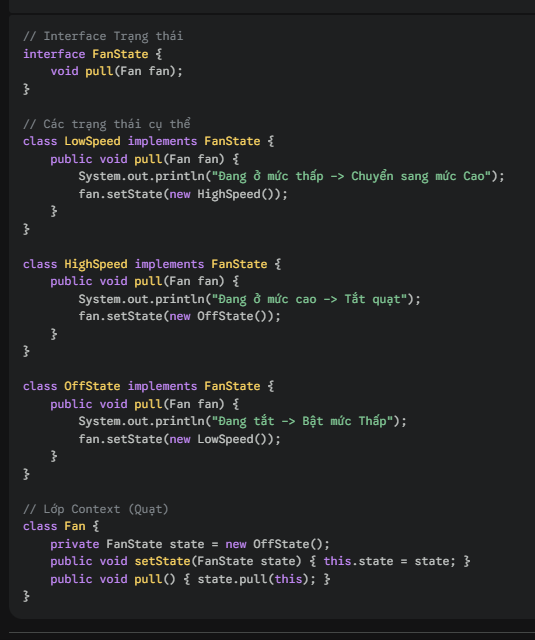 // Interface Trạng thái
interface FanState {
    void pull(Fan fan);
}

// Các trạng thái cụ thể
class LowSpeed implements FanState {
    public void pull(Fan fan) {
        System.out.println("Đang ở mức thấp -> Chuyển sang mức Cao");
        fan.setState(new HighSpeed());
    }
}

class HighSpeed implements FanState {
    public void pull(Fan fan) {
        System.out.println("Đang ở mức cao -> Tắt quạt");
        fan.setState(new OffState());
    }
}

class OffState implements FanState {
    public void pull(Fan fan) {
        System.out.println("Đang tắt -> Bật mức Thấp");
        fan.setState(new LowSpeed());
    }
}

// Lớp Context (Quạt)
class Fan {
    private FanState state = new OffState();
    public void setState(FanState state) { this.state = state; }
    public void pull() { state.pull(this); }
}